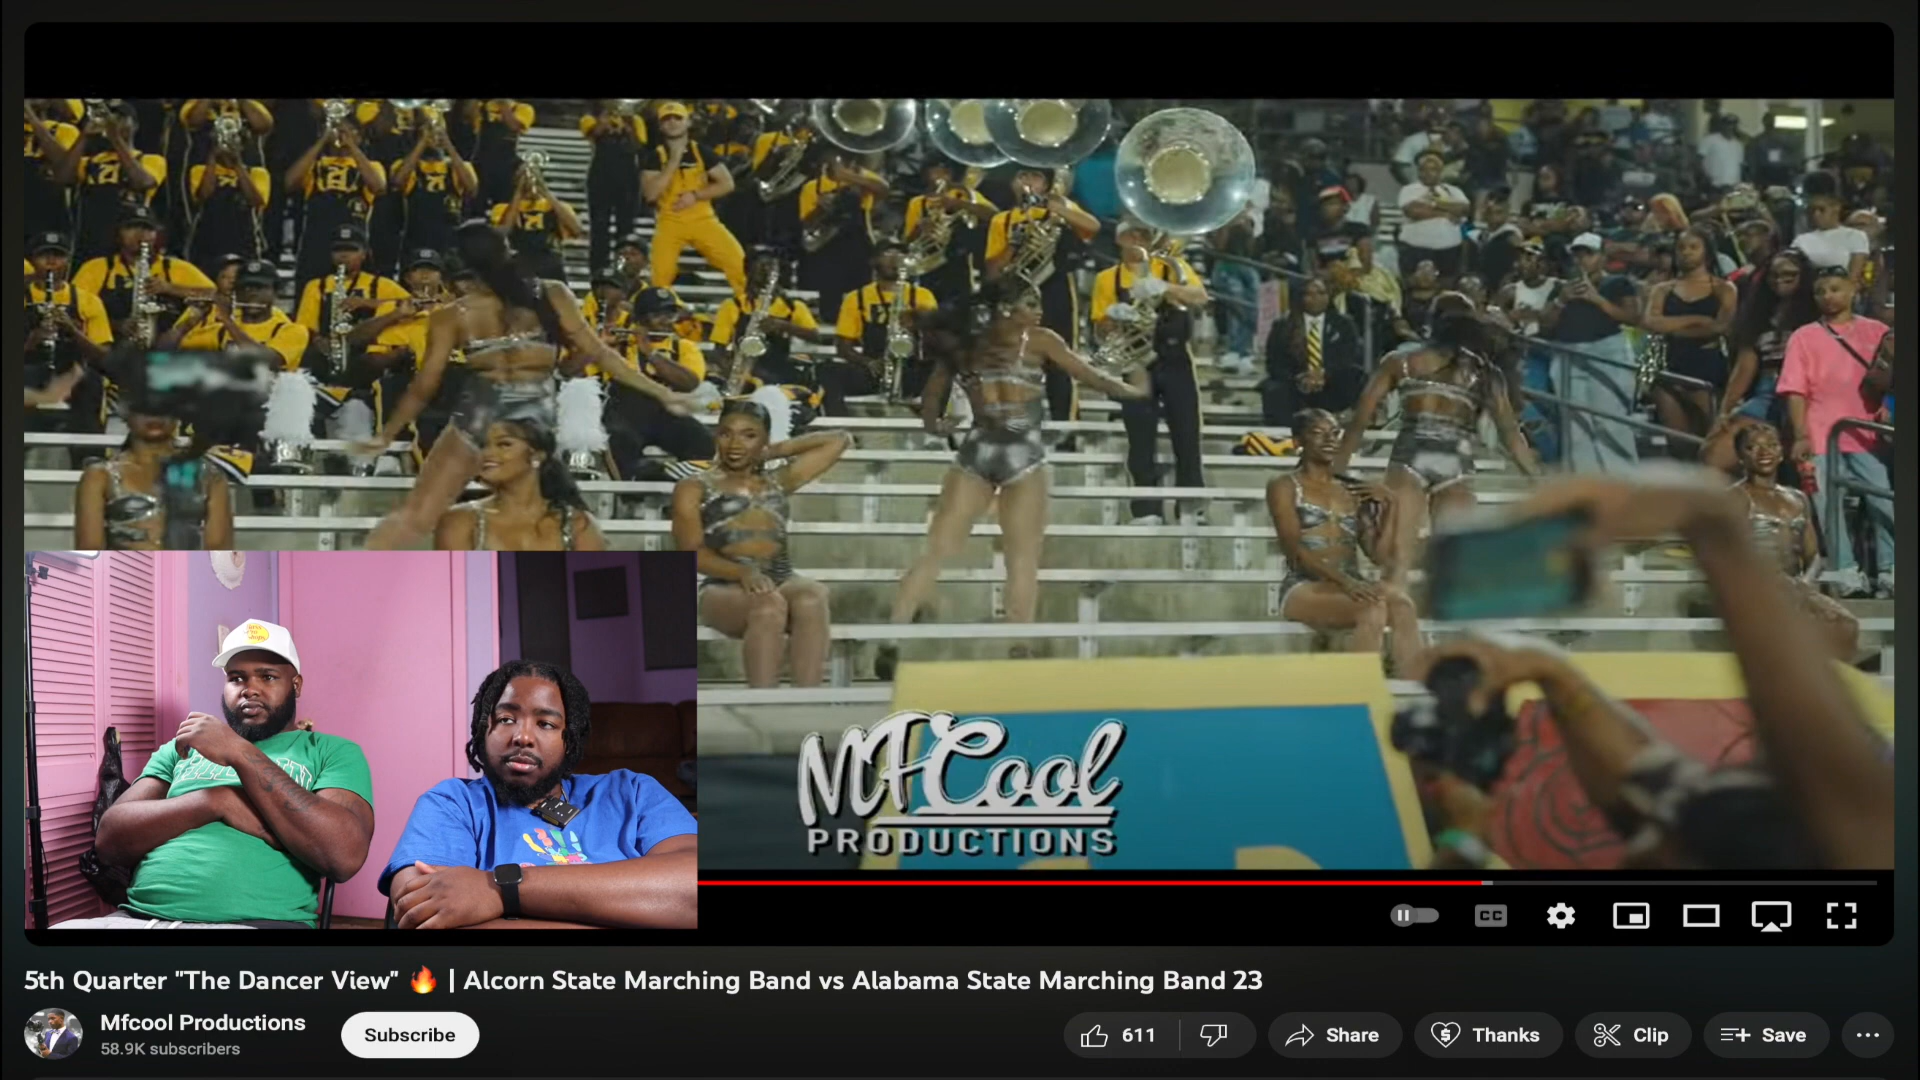 MFCool
PRODUCTIONS
CC
5th Quarter "The Dancer View" 🔥 | Alcorn State Marching Band vs Alabama State Marching Band 23
Mfcool Productions
58.9K subscribers
Subscribe
611
Share
Thanks
Clip
Save